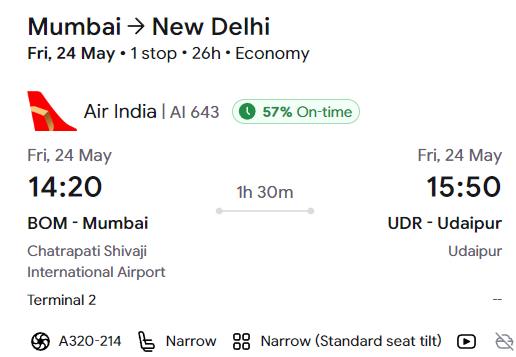 Mumbai → New Delhi
Fri, 24 May • 1 stop • 26h • Economy
Air India | AI 643 57% On-time
Fri, 24 May Fri, 24 May
14:20 1h 30m 15:50
BOM - Mumbai UDR - Udaipur
Chatrapati Shivaji Udaipur
International Airport
Terminal 2 --
A320-214 Narrow Narrow (Standard seat tilt)